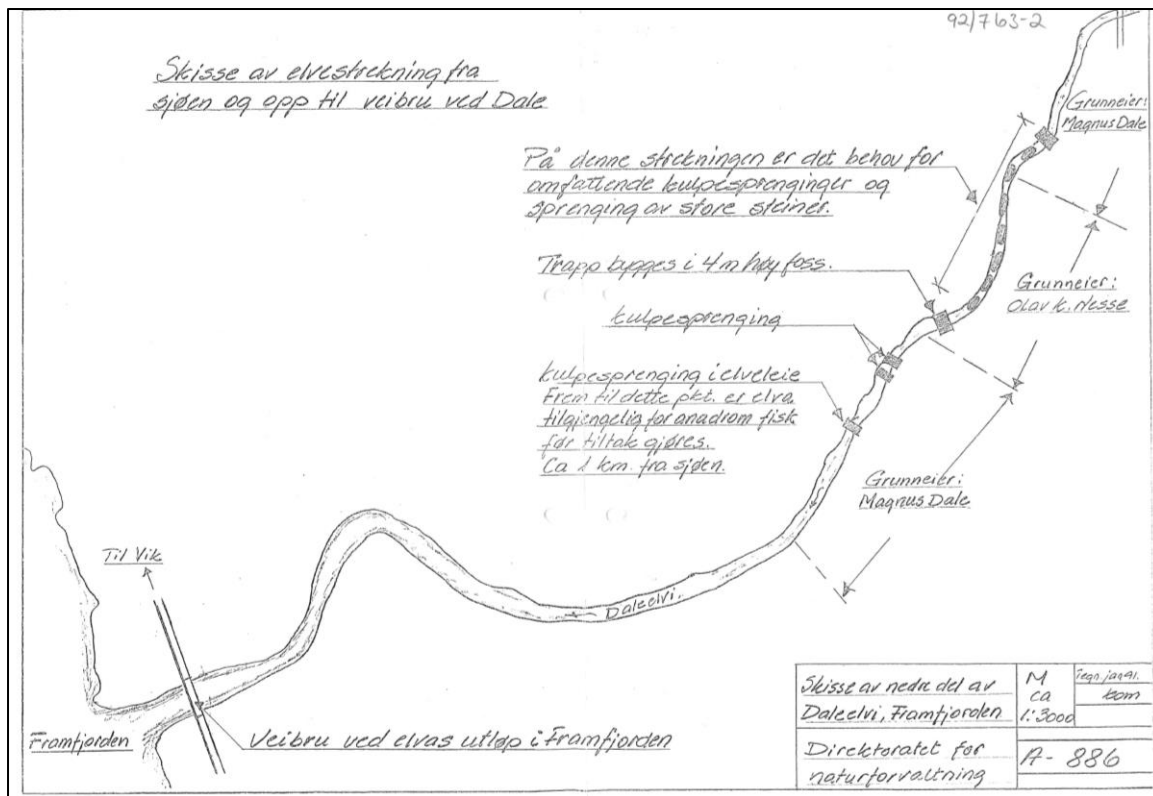 92/763-2
Skisse av elvestrekning fra
sjøen og opp til veibru ved Dale
Grunneier:
Magnus Dale
På denne strekningen er det behov for
omfattende kulpesprenginger og
sprenging av store steiner.
Trapp bygges i 4 m høy foss.
Grunneier:
Olav K. Nesse
kulpesprenging
kulpesprenging i elveleie
Frem til dette pkt. er elva
tilgjengelig for anadrom fisk
før tiltak gjøres.
Ca 1 km. fra sjøen.
Grunneier:
Magnus Dale
Til Vik
Daleelvi.
Framfjorden
Veibru ved elvas utløp i Framfjorden
Skisse av nedre del av
Daleelvi, Framfjorden
M
ca
1:3000
Tegn. jan 91.
Direktoratet for
naturforvaltning
A-886